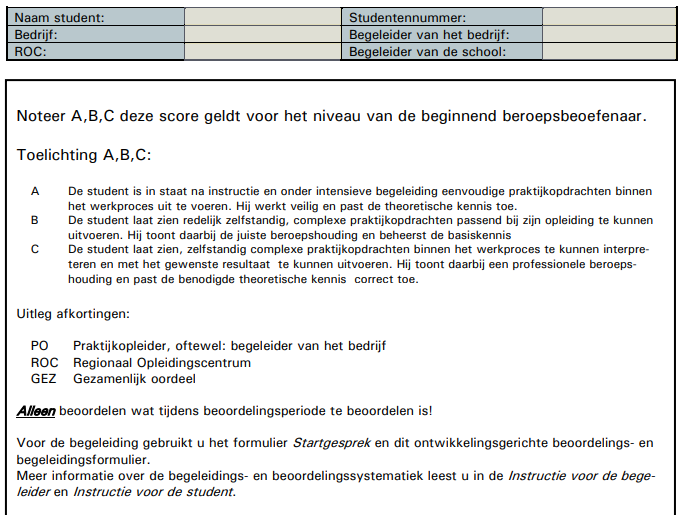 Naam student: Studentennummer:
Bedrijf: Begeleider van het bedrijf:
ROC: Begeleider van de school:
Noteer A,B,C deze score geldt voor het niveau van de beginnend beroepsbeoefenaar.
Toelichting A,B,C:
A De student is in staat na instructie en onder intensieve begeleiding eenvoudige praktijkopdrachten binnen
het werkproces uit te voeren. Hij werkt veilig en past de theoretische kennis toe.
B De student laat zien redelijk zelfstandig, complexe praktijkopdrachten passend bij zijn opleiding te kunnen
uitvoeren. Hij toont daarbij de juiste beroepshouding en beheerst de basiskennis
C De student laat zien, zelfstandig complexe praktijkopdrachten binnen het werkproces te kunnen interpre-
teren en met het gewenste resultaat te kunnen uitvoeren. Hij toont daarbij een professionele beroeps-
houding en past de benodigde theoretische kennis correct toe.
Uitleg afkortingen:
PO Praktijkopleider, oftewel: begeleider van het bedrijf
ROC Regionaal Opleidingscentrum
GEZ Gezamenlijk oordeel
Alleen beoordelen wat tijdens beoordelingsperiode te beoordelen is!
Voor de begeleiding gebruikt u het formulier Startgesprek en dit ontwikkelingsgerichte beoordelings- en
begeleidingsformulier.
Meer informatie over de begeleidings- en beoordelingssystematiek leest u in de Instructie voor de bege-
leider en Instructie voor de student.